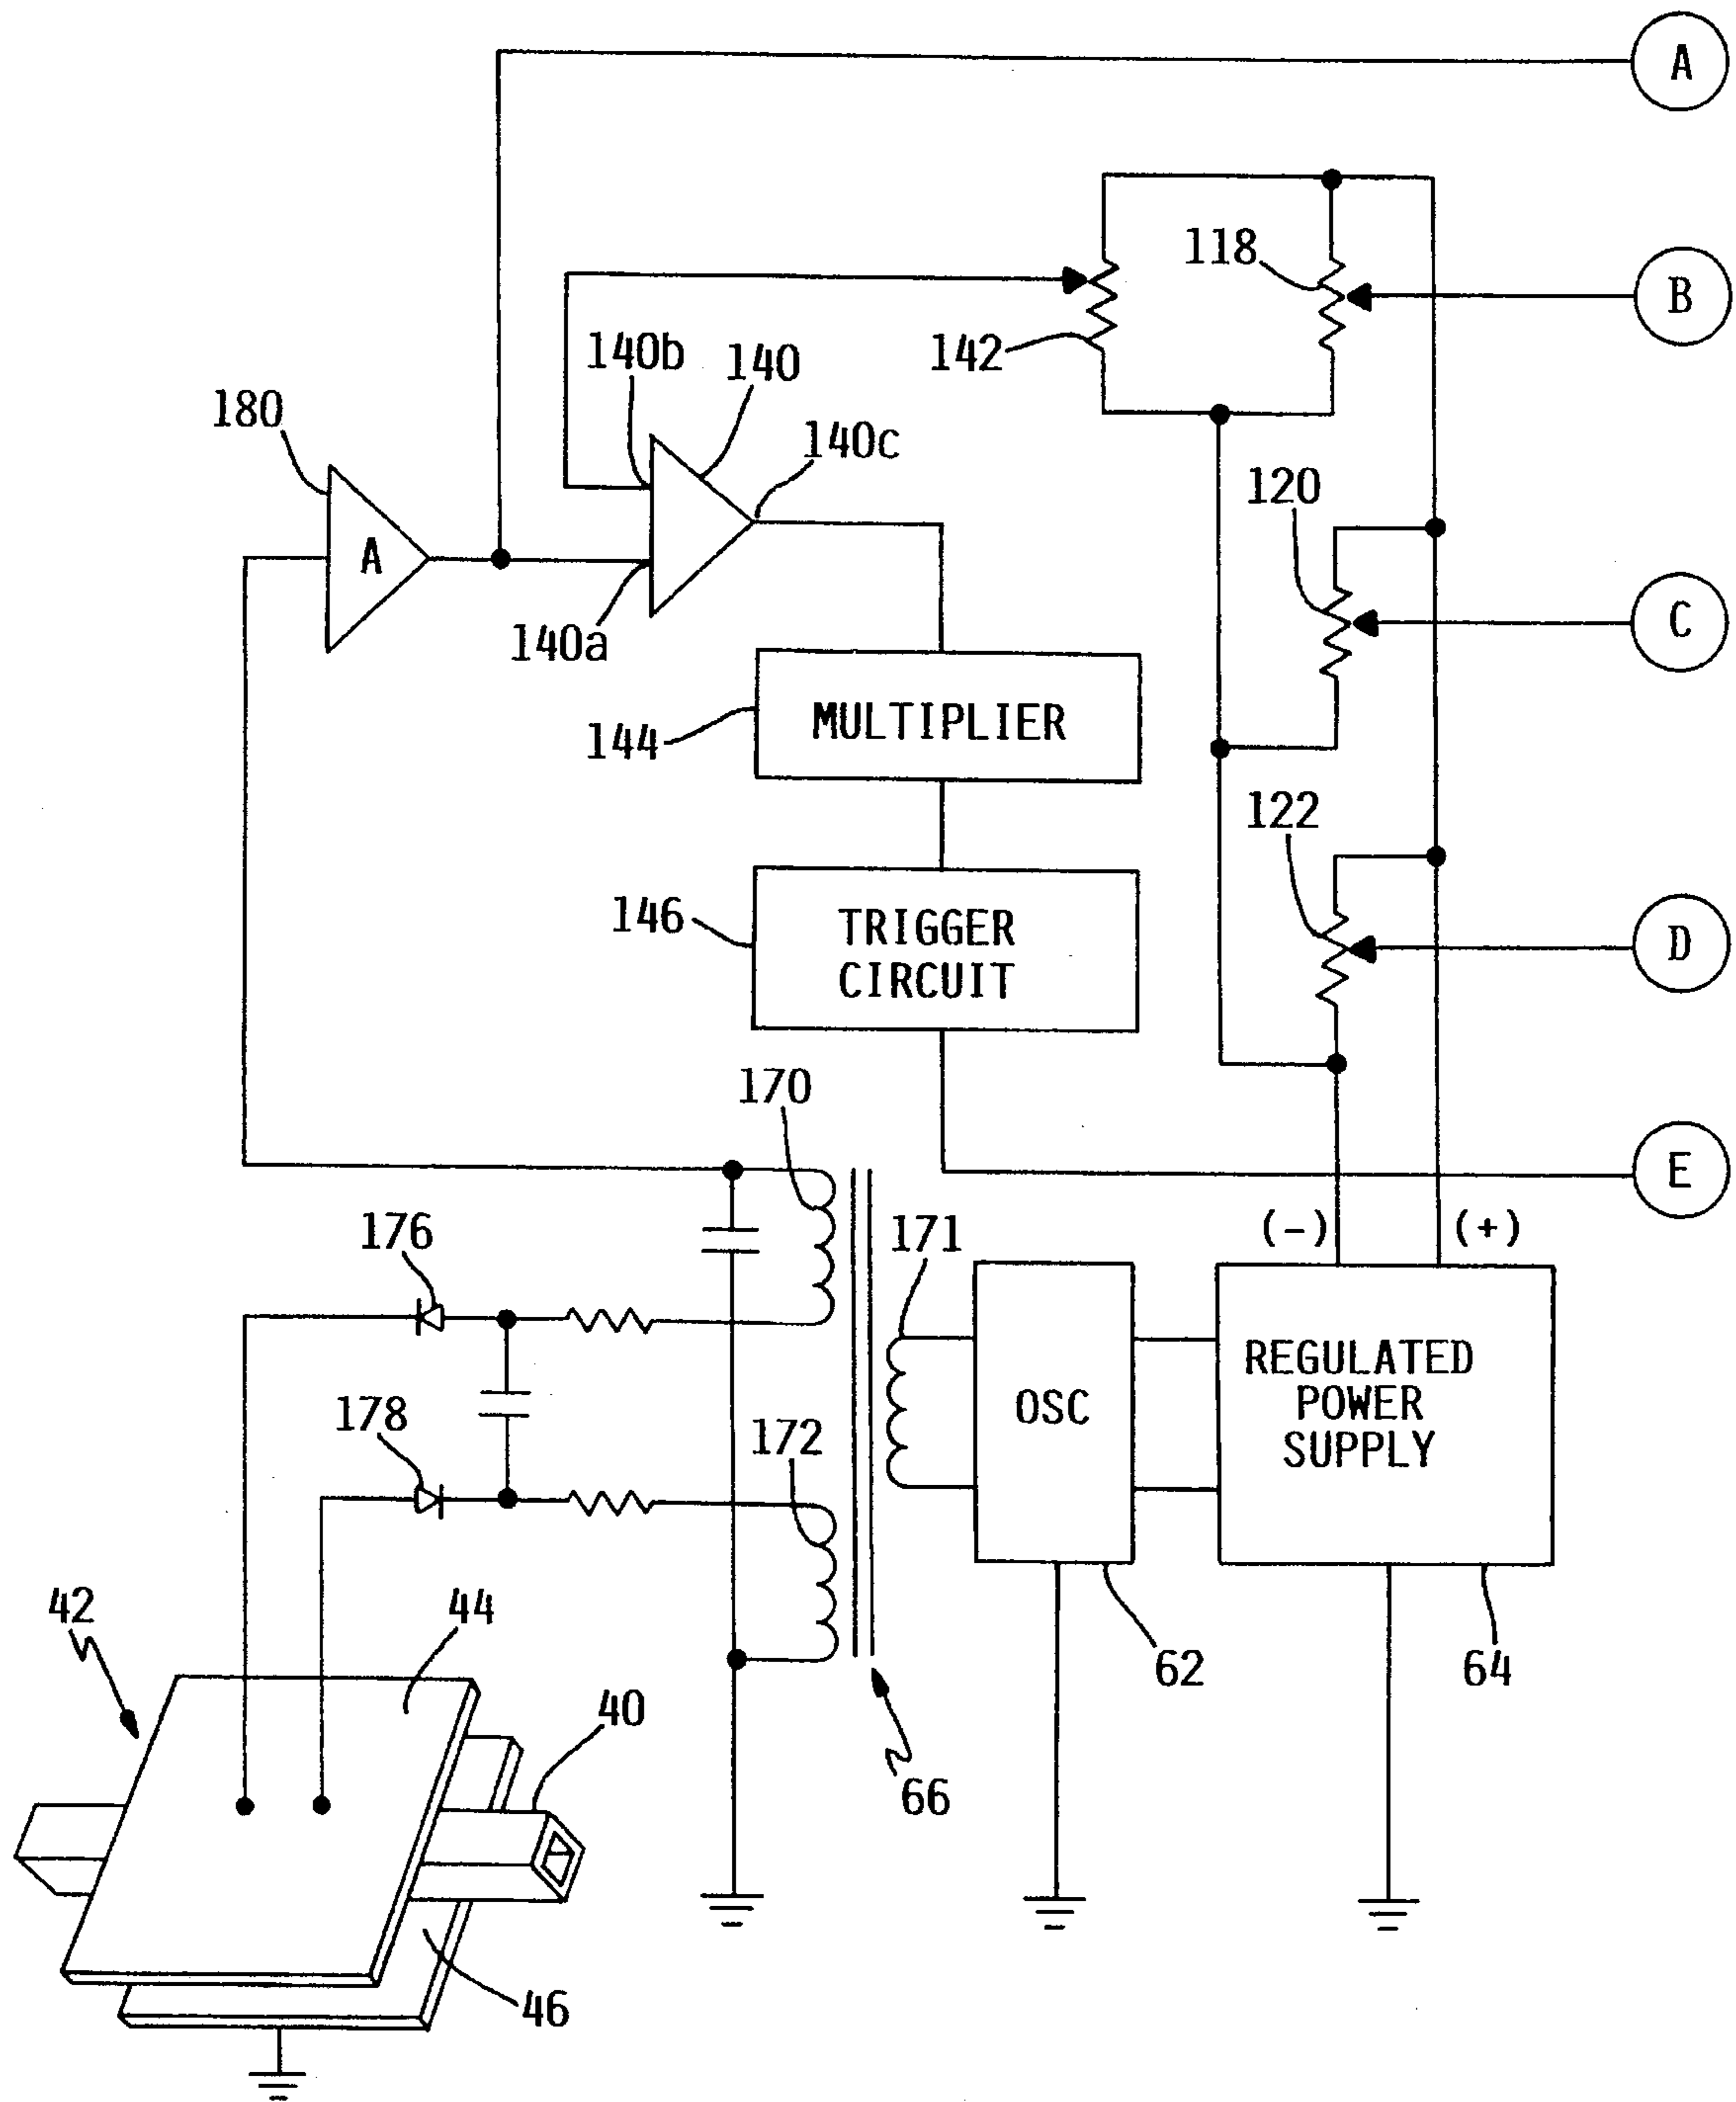 A
118
B
142
140b
140
180
140c
120
A
C
140a
MULTIPLIER
144
122
146
TRIGGER
CIRCUIT
D
170
E
(-)
(+)
176
171
REGULATED
POWER
SUPPLY
OSC
178
172
42
44
62
64
40
66
46